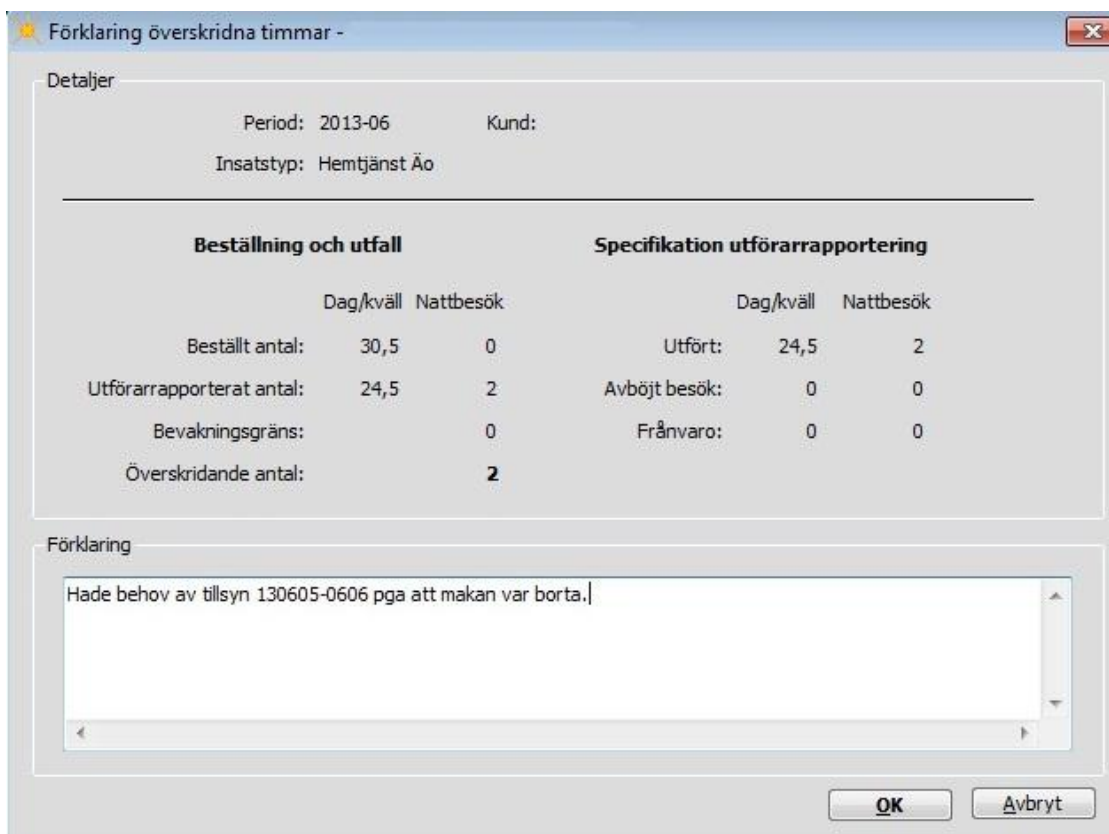 Förklaring överskridna timmar -
Detaljer
Period: 2013-06 Kund:
Insatstyp: Hemtjänst Äo
Beställning och utfall Specifikation utförarrapportering
Dag/kväll Nattbesök Dag/kväll Nattbesök
Beställt antal: 30,5 0 Utfört: 24,5 2
Utförarrapporterat antal: 24,5 2 Avböjt besök: 0 0
Bevakningsgräns: 0 Frånvaro: 0 0
Överskridande antal: 2
Förklaring
Hade behov av tillsyn 130605-0606 pga att makan var borta.
OK Avbryt